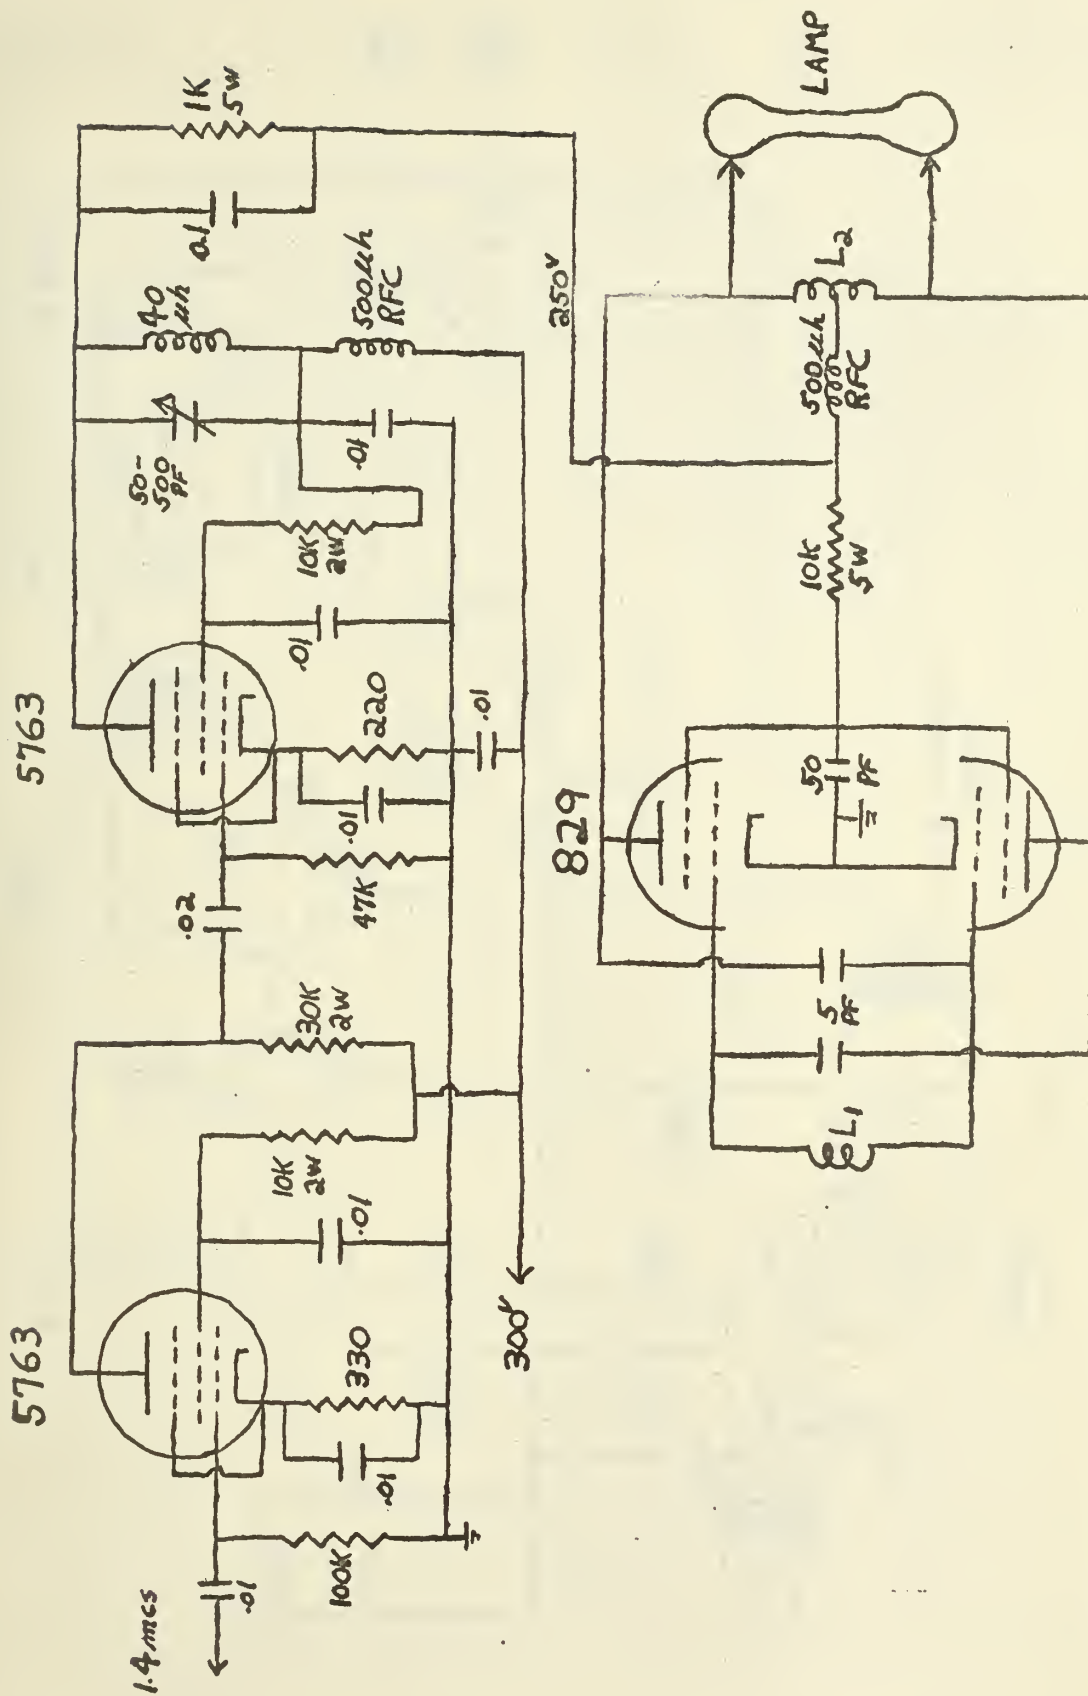 5763
5763
1.4 mcs
.01
100K
.01
330
.01
10K
2W
30K
2W
.02
47K
.01
220
.01
.01
10K
2W
.01
50-
500
PF
40
μh
500μh
RFC
0.1
1K
5W
300V
250V
829
L1
5
PF
50
PF
10K
5W
500μh
RFC
L2
LAMP